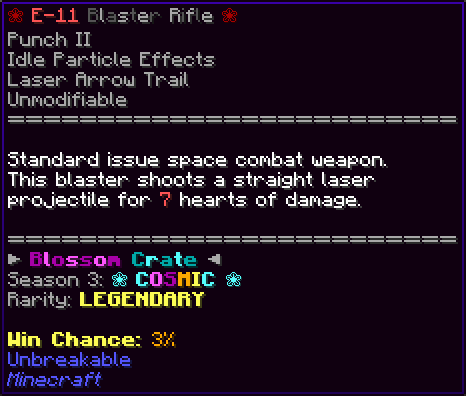 ❀ E-11 Blaster Rifle ❀
Punch II
Idle Particle Effects
Laser Arrow Trail
Unmodifiable
==============================
Standard issue space combat weapon.
This blaster shoots a straight laser
projectile for 7 hearts of damage.
==============================
► Blossom Crate ◄
Season 3: ❀ COSMIC ❀
Rarity: LEGENDARY
Win Chance: 3%
Unbreakable
Minecraft